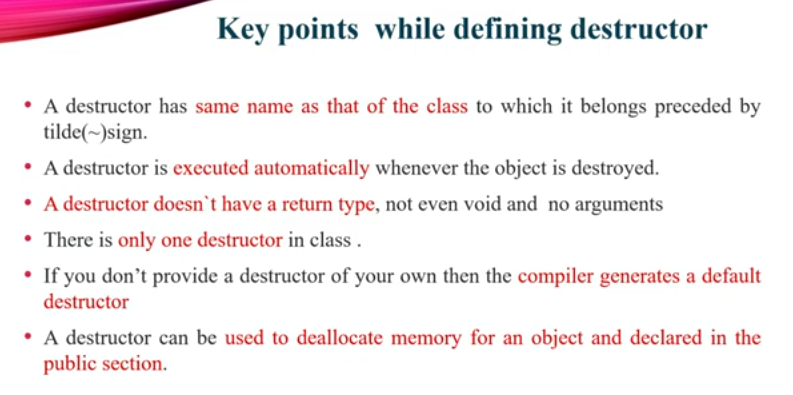 Key points while defining destructor
• A destructor has same name as that of the class to which it belongs preceded by
tilde(~)sign.
• A destructor is executed automatically whenever the object is destroyed.
• A destructor doesn`t have a return type, not even void and no arguments
• There is only one destructor in class .
• If you don’t provide a destructor of your own then the compiler generates a default
destructor
• A destructor can be used to deallocate memory for an object and declared in the
public section.